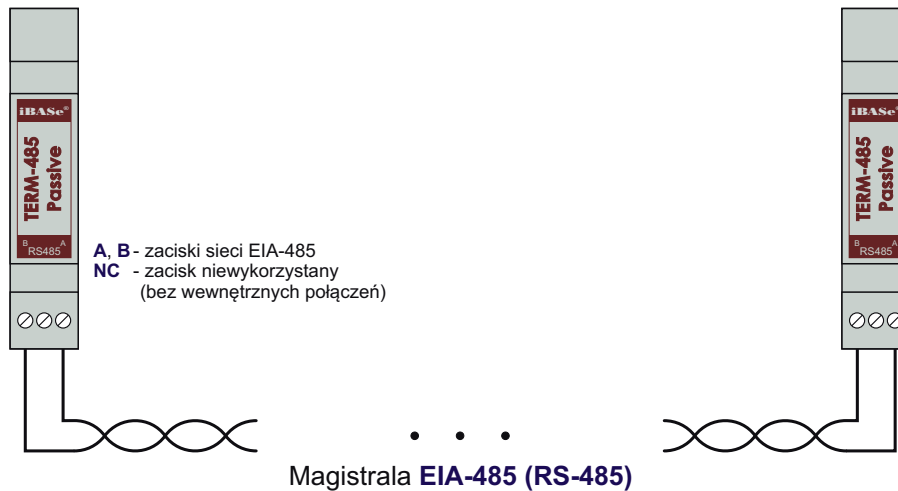 iBASe®
TERM-485
Passive
B A
RS485
A, B - zaciski sieci EIA-485
NC - zacisk niewykorzystany
(bez wewnętrznych połączeń)
iBASe®
TERM-485
Passive
B A
RS485
Magistrala EIA-485 (RS-485)